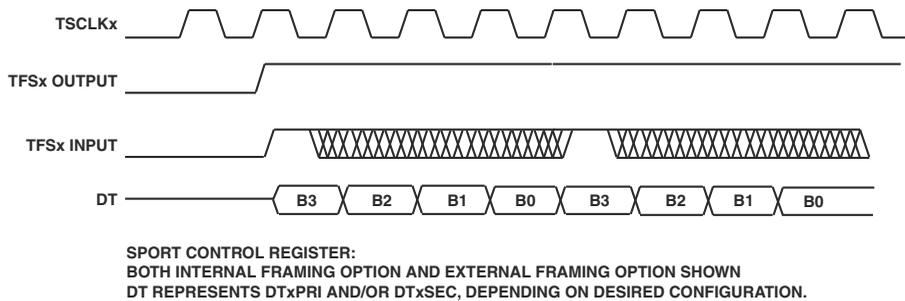 TSCLKx
TFSx OUTPUT
TFSx INPUT
DT B3 B2 B1 B0 B3 B2 B1 B0
SPORT CONTROL REGISTER:
BOTH INTERNAL FRAMING OPTION AND EXTERNAL FRAMING OPTION SHOWN
DT REPRESENTS DTxPRI AND/OR DTxSEC, DEPENDING ON DESIRED CONFIGURATION.